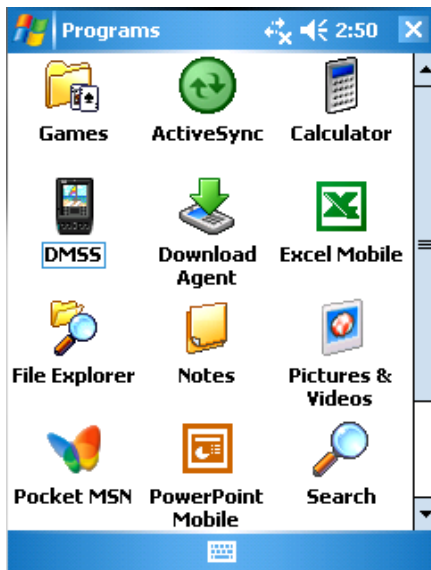 Programs 2:50
Games ActiveSync Calculator
DMSS Download Excel Mobile
Agent
File Explorer Notes Pictures &
Videos
Pocket MSN PowerPoint Search
Mobile